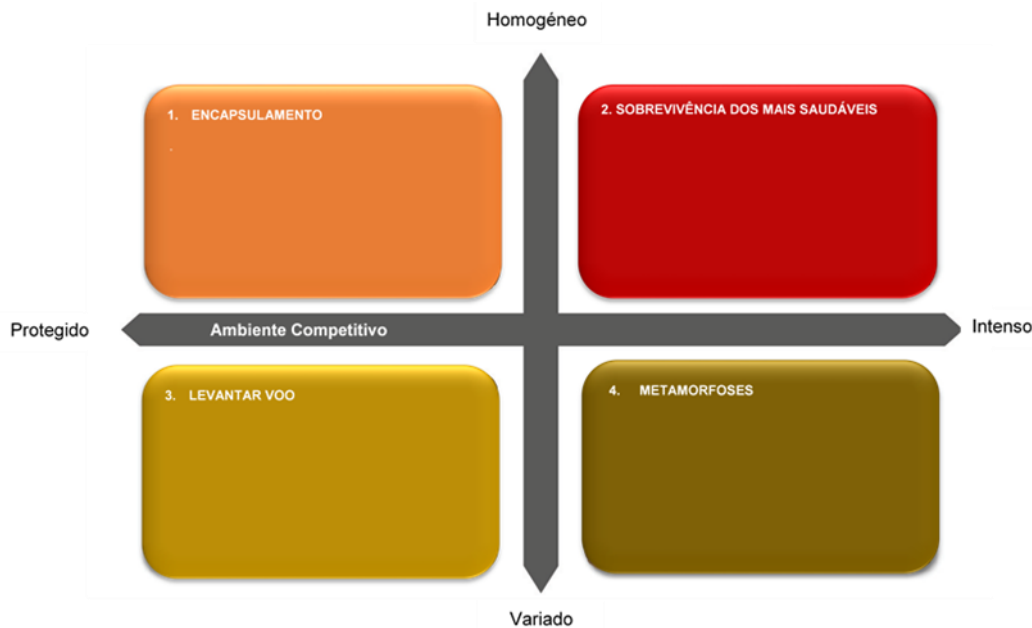 Homogéneo
1. ENCAPSULAMENTO
2. SOBREVIVÊNCIA DOS MAIS SAUDÁVEIS
Protegido
Ambiente Competitivo
Intenso
3. LEVANTAR VOO
4. METAMORFOSES
Variado